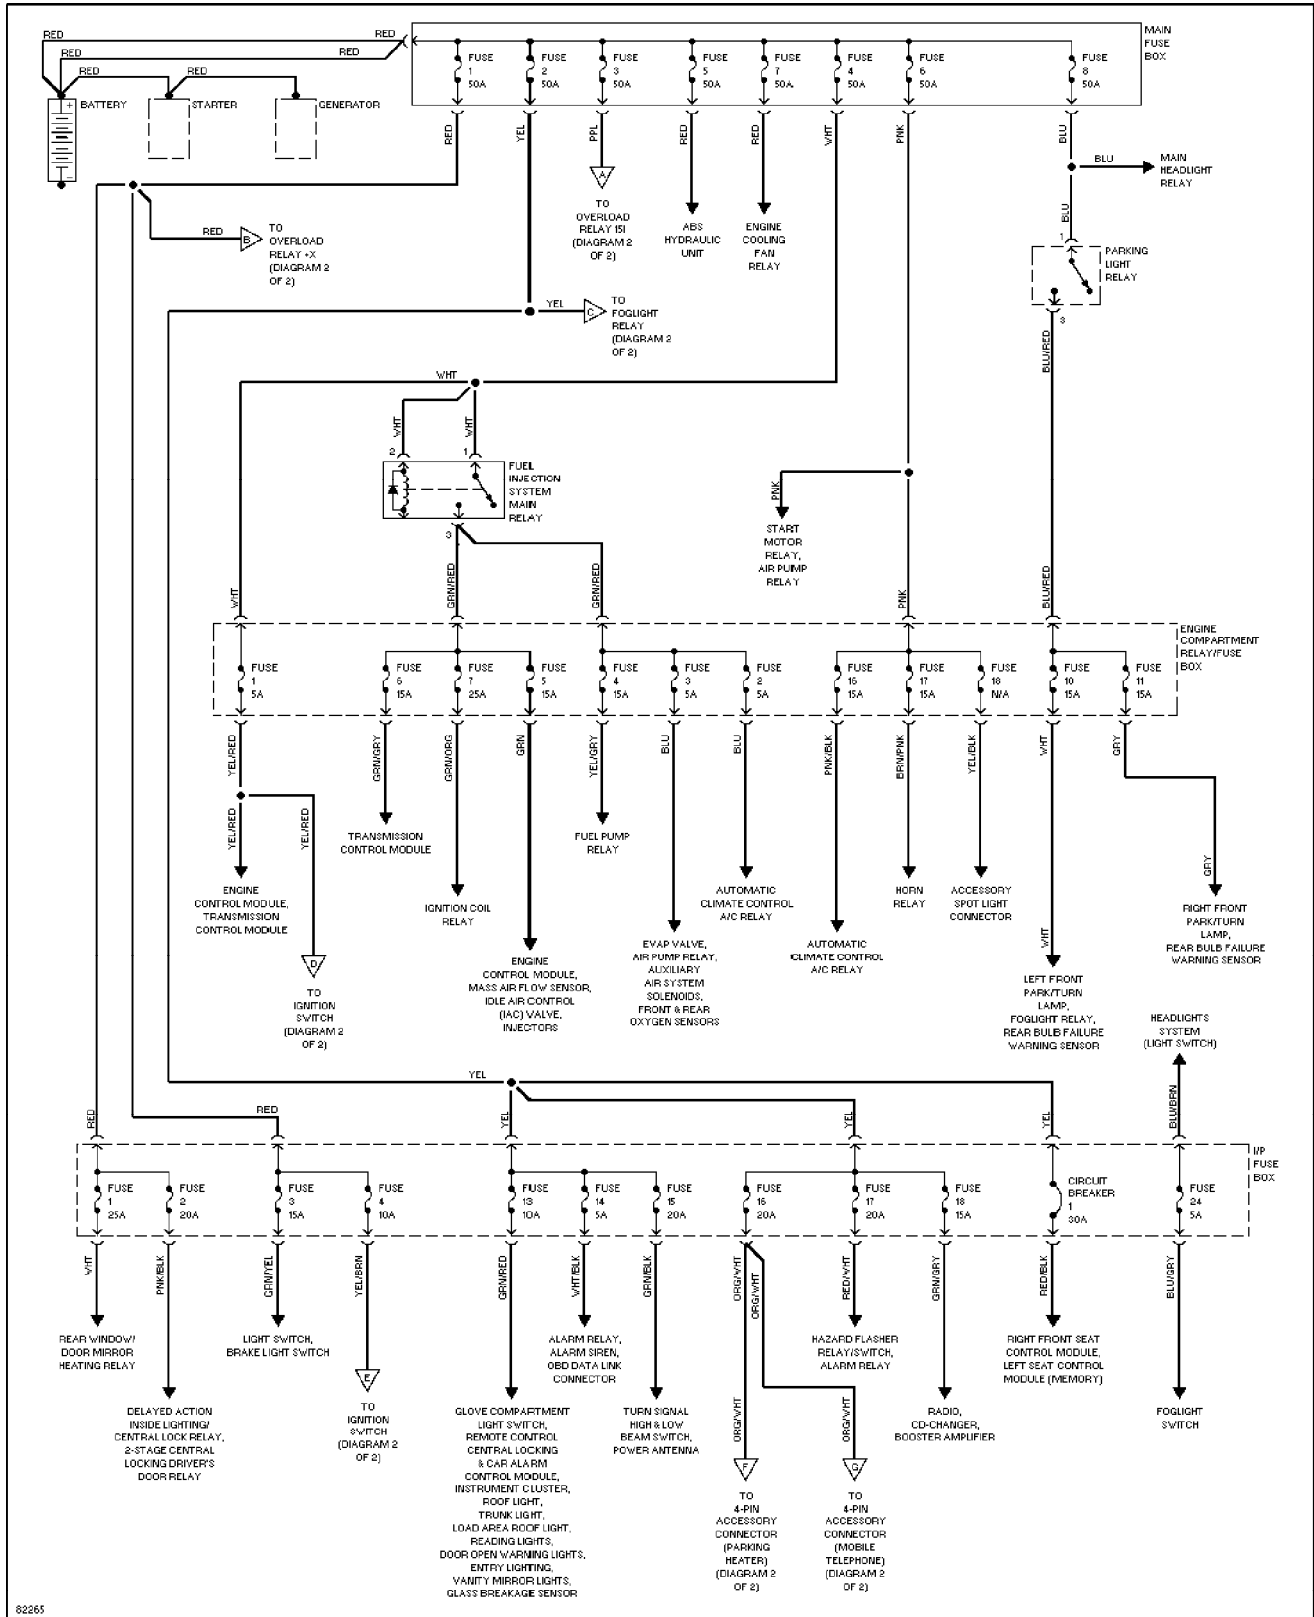 RED
RED
RED
RED
RED
RED
BATTERY
STARTER
GENERATOR
MAIN
FUSE
BOX
FUSE
1
50A
FUSE
2
50A
FUSE
3
50A
FUSE
5
50A
FUSE
7
50A
FUSE
4
50A
FUSE
6
50A
FUSE
8
50A
RED
YEL
PPL
RED
RED
WHT
PNK
BLU
BLU
MAIN
HEADLIGHT
RELAY
A
TO
OVERLOAD
RELAY 15I
(DIAGRAM 2
OF 2)
ABS
HYDRAULIC
UNIT
ENGINE
COOLING
FAN
RELAY
RED
B
TO
OVERLOAD
RELAY +X
(DIAGRAM 2
OF 2)
BLU
1
PARKING
LIGHT
RELAY
3
YEL
C
TO
FOGLIGHT
RELAY
(DIAGRAM 2
OF 2)
BLU/RED
WHT
WHT
WHT
2
1
FUEL
INJECTION
SYSTEM
MAIN
RELAY
3
PNK
START
MOTOR
RELAY,
AIR PUMP
RELAY
WHT
GRN/RED
GRN/RED
PNK
BLU/RED
ENGINE
COMPARTMENT
RELAY/FUSE
BOX
FUSE
1
5A
FUSE
6
15A
FUSE
7
25A
FUSE
5
15A
FUSE
4
15A
FUSE
3
5A
FUSE
2
5A
FUSE
16
15A
FUSE
17
15A
FUSE
18
N/A
FUSE
10
15A
FUSE
11
15A
YEL/RED
GRN/GRY
GRN/ORG
GRN
YEL/GRY
BLU
BLU
PNK/BLK
BRN/PNK
YEL/BLK
WHT
GRY
YEL/RED
YEL/RED
TRANSMISSION
CONTROL MODULE
FUEL PUMP
RELAY
GRY
ENGINE
CONTROL MODULE,
TRANSMISSION
CONTROL MODULE
IGNITION COIL
RELAY
AUTOMATIC
CLIMATE CONTROL
A/C RELAY
HORN
RELAY
ACCESSORY
SPOT LIGHT
CONNECTOR
RIGHT FRONT
PARK/TURN
LAMP,
REAR BULB FAILURE
WARNING SENSOR
WHT
D
TO
IGNITION
SWITCH
(DIAGRAM 2
OF 2)
ENGINE
CONTROL MODULE,
MASS AIR FLOW SENSOR,
IDLE AIR CONTROL
(IAC) VALVE,
INJECTORS
EVAP VALVE,
AIR PUMP RELAY,
AUXILIARY
AIR SYSTEM
SOLENOIDS,
FRONT & REAR
OXYGEN SENSORS
AUTOMATIC
CLIMATE CONTROL
A/C RELAY
LEFT FRONT
PARK/TURN
LAMP,
FOGLIGHT RELAY,
REAR BULB FAILURE
WARNING SENSOR
HEADLIGHTS
SYSTEM
(LIGHT SWITCH)
YEL
RED
RED
YEL
YEL
YEL
BLU/BRN
I/P
FUSE
BOX
FUSE
1
25A
FUSE
2
20A
FUSE
3
15A
FUSE
4
10A
FUSE
13
10A
FUSE
14
5A
FUSE
15
20A
FUSE
16
20A
FUSE
17
20A
FUSE
18
15A
CIRCUIT
BREAKER
1
30A
FUSE
24
5A
WHT
PNK/BLK
GRN/YEL
YEL/BRN
GRN/RED
WHT/BLK
GRN/BLK
ORG/WHT
ORG/WHT
RED/WHT
GRN/GRY
RED/BLK
BLU/GRY
REAR WINDOW/
DOOR MIRROR
HEATING RELAY
LIGHT SWITCH,
BRAKE LIGHT SWITCH
ALARM RELAY,
ALARM SIREN,
OBD DATA LINK
CONNECTOR
HAZARD FLASHER
RELAY/SWITCH,
ALARM RELAY
RIGHT FRONT SEAT
CONTROL MODULE,
LEFT SEAT CONTROL
MODULE (MEMORY)
DELAYED ACTION
INSIDE LIGHTING/
CENTRAL LOCK RELAY,
2-STAGE CENTRAL
LOCKING DRIVER'S
DOOR RELAY
E
TO
IGNITION
SWITCH
(DIAGRAM 2
OF 2)
GLOVE COMPARTMENT
LIGHT SWITCH,
REMOTE CONTROL
CENTRAL LOCKING
& CAR ALARM
CONTROL MODULE,
INSTRUMENT CLUSTER,
ROOF LIGHT,
TRUNK LIGHT,
LOAD AREA ROOF LIGHT,
READING LIGHTS,
DOOR OPEN WARNING LIGHTS,
ENTRY LIGHTING,
VANITY MIRROR LIGHTS,
GLASS BREAKAGE SENSOR
TURN SIGNAL
HIGH & LOW
BEAM SWITCH,
POWER ANTENNA
ORG/WHT
ORG/WHT
F
TO
4-PIN
ACCESSORY
CONNECTOR
(PARKING
HEATER)
(DIAGRAM 2
OF 2)
G
TO
4-PIN
ACCESSORY
CONNECTOR
(MOBILE
TELEPHONE)
(DIAGRAM 2
OF 2)
RADIO,
CD-CHANGER,
BOOSTER AMPLIFIER
FOGLIGHT
SWITCH
82265